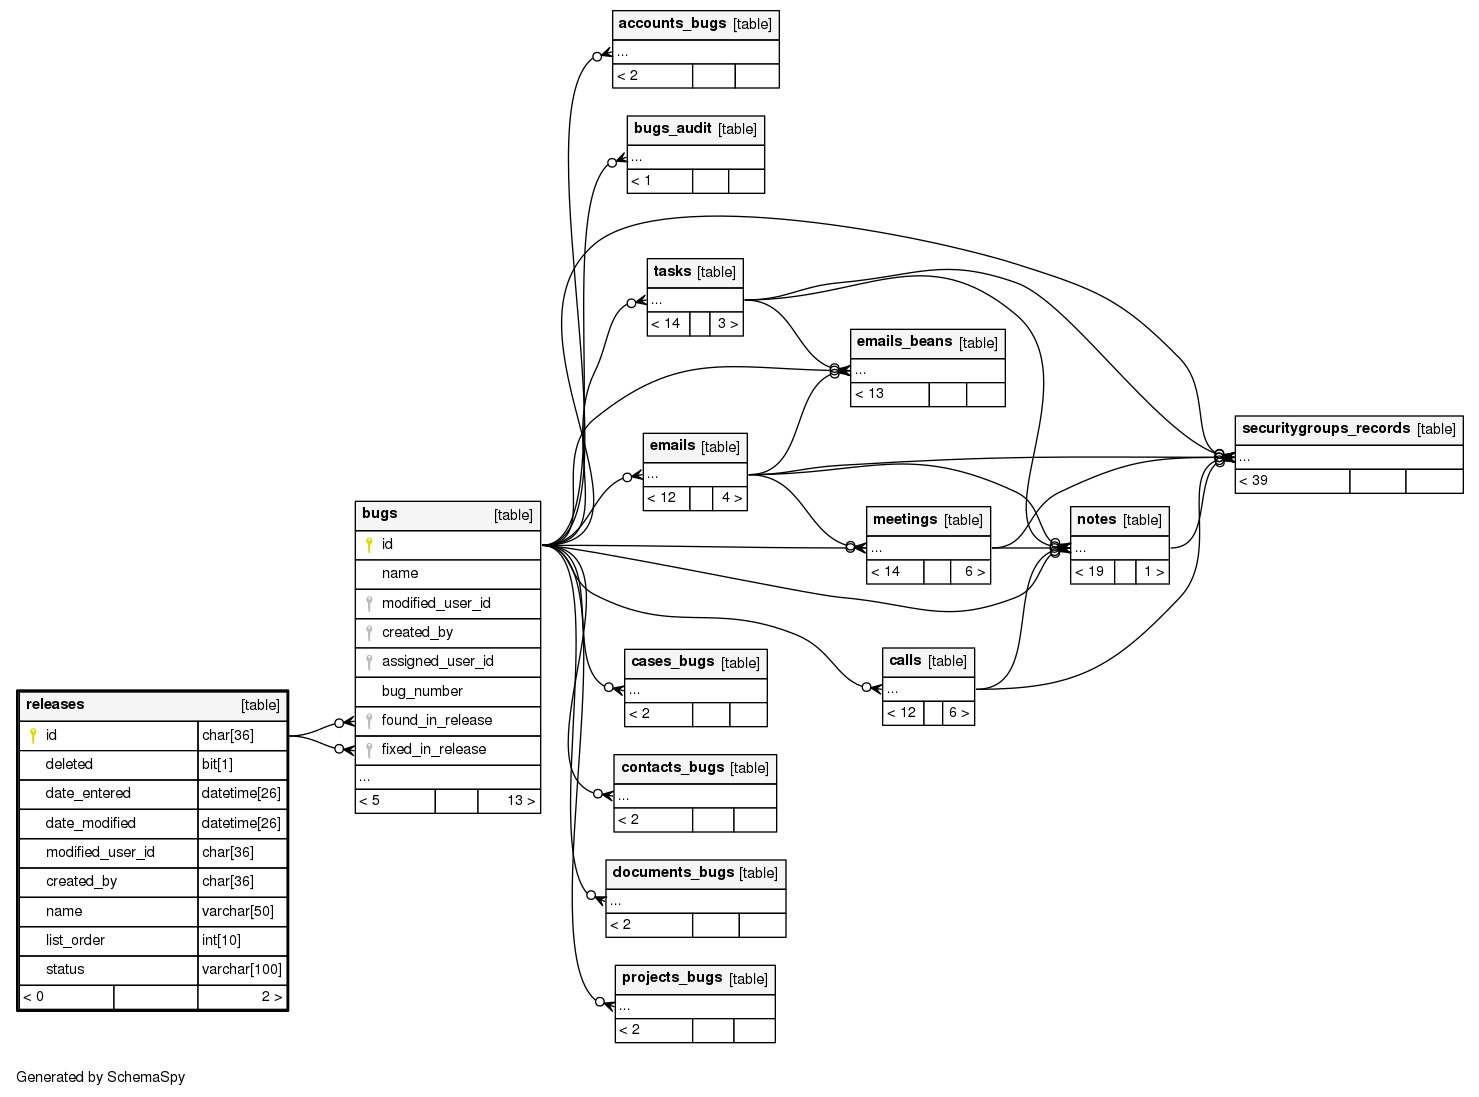 accounts_bugs [table]
...
< 2
bugs_audit [table]
...
< 1
tasks [table]
...
< 14 3 >
emails_beans [table]
...
< 13
securitygroups_records [table]
...
< 39
emails [table]
...
< 12 4 >
meetings [table]
...
< 14 6 >
notes [table]
...
< 19 1 >
bugs [table]
id
name
modified_user_id
created_by
assigned_user_id
bug_number
found_in_release
fixed_in_release
...
< 5 13 >
cases_bugs [table]
...
< 2
calls [table]
...
< 12 6 >
releases [table]
id char[36]
deleted bit[1]
date_entered datetime[26]
date_modified datetime[26]
modified_user_id char[36]
created_by char[36]
name varchar[50]
list_order int[10]
status varchar[100]
< 0 2 >
contacts_bugs [table]
...
< 2
documents_bugs [table]
...
< 2
projects_bugs [table]
...
< 2
Generated by SchemaSpy